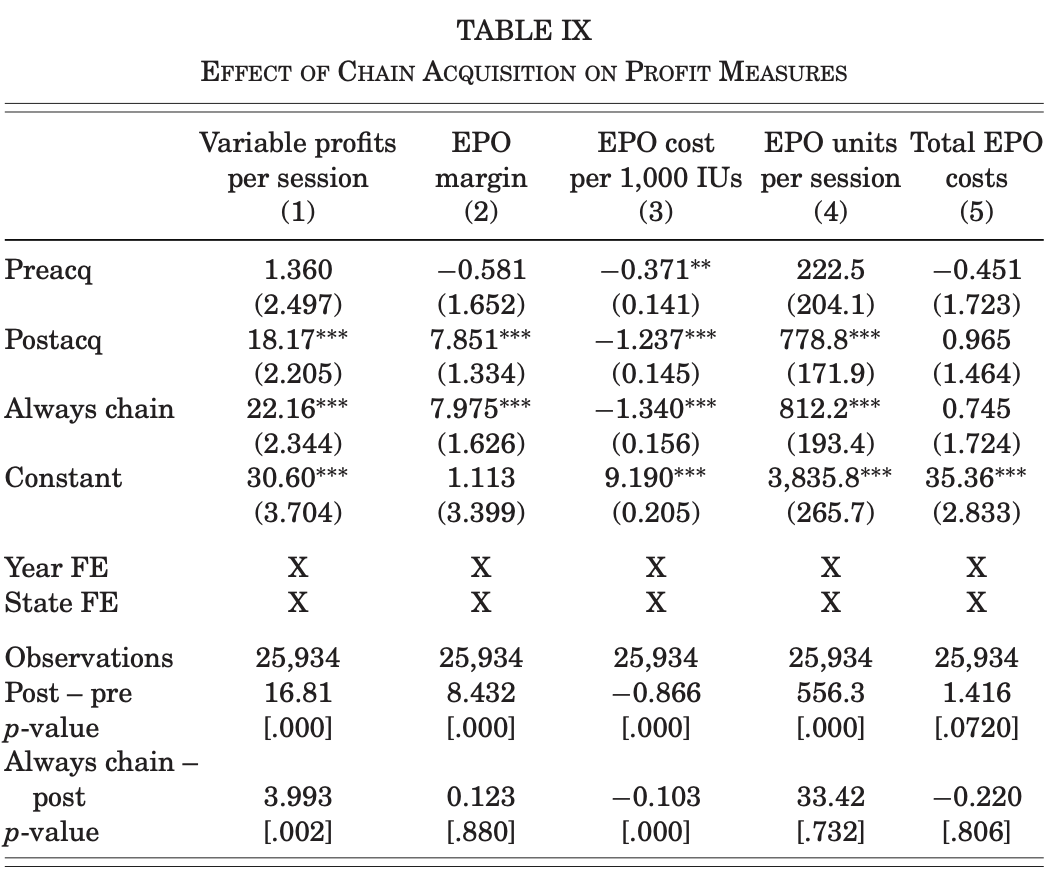 TABLE IX
EFFECT OF CHAIN ACQUISITION ON PROFIT MEASURES
Variable profits EPO EPO cost EPO units Total EPO
per session margin per 1,000 IUs per session costs
(1) (2) (3) (4) (5)
Preacq 1.360 −0.581 −0.371** 222.5 −0.451
(2.497) (1.652) (0.141) (204.1) (1.723)
Postacq 18.17*** 7.851*** −1.237*** 778.8*** 0.965
(2.205) (1.334) (0.145) (171.9) (1.464)
Always chain 22.16*** 7.975*** −1.340*** 812.2*** 0.745
(2.344) (1.626) (0.156) (193.4) (1.724)
Constant 30.60*** 1.113 9.190*** 3,835.8*** 35.36***
(3.704) (3.399) (0.205) (265.7) (2.833)
Year FE X X X X X
State FE X X X X X
Observations 25,934 25,934 25,934 25,934 25,934
Post – pre 16.81 8.432 −0.866 556.3 1.416
p-value [.000] [.000] [.000] [.000] [.0720]
Always chain –
post 3.993 0.123 −0.103 33.42 −0.220
p-value [.002] [.880] [.000] [.732] [.806]